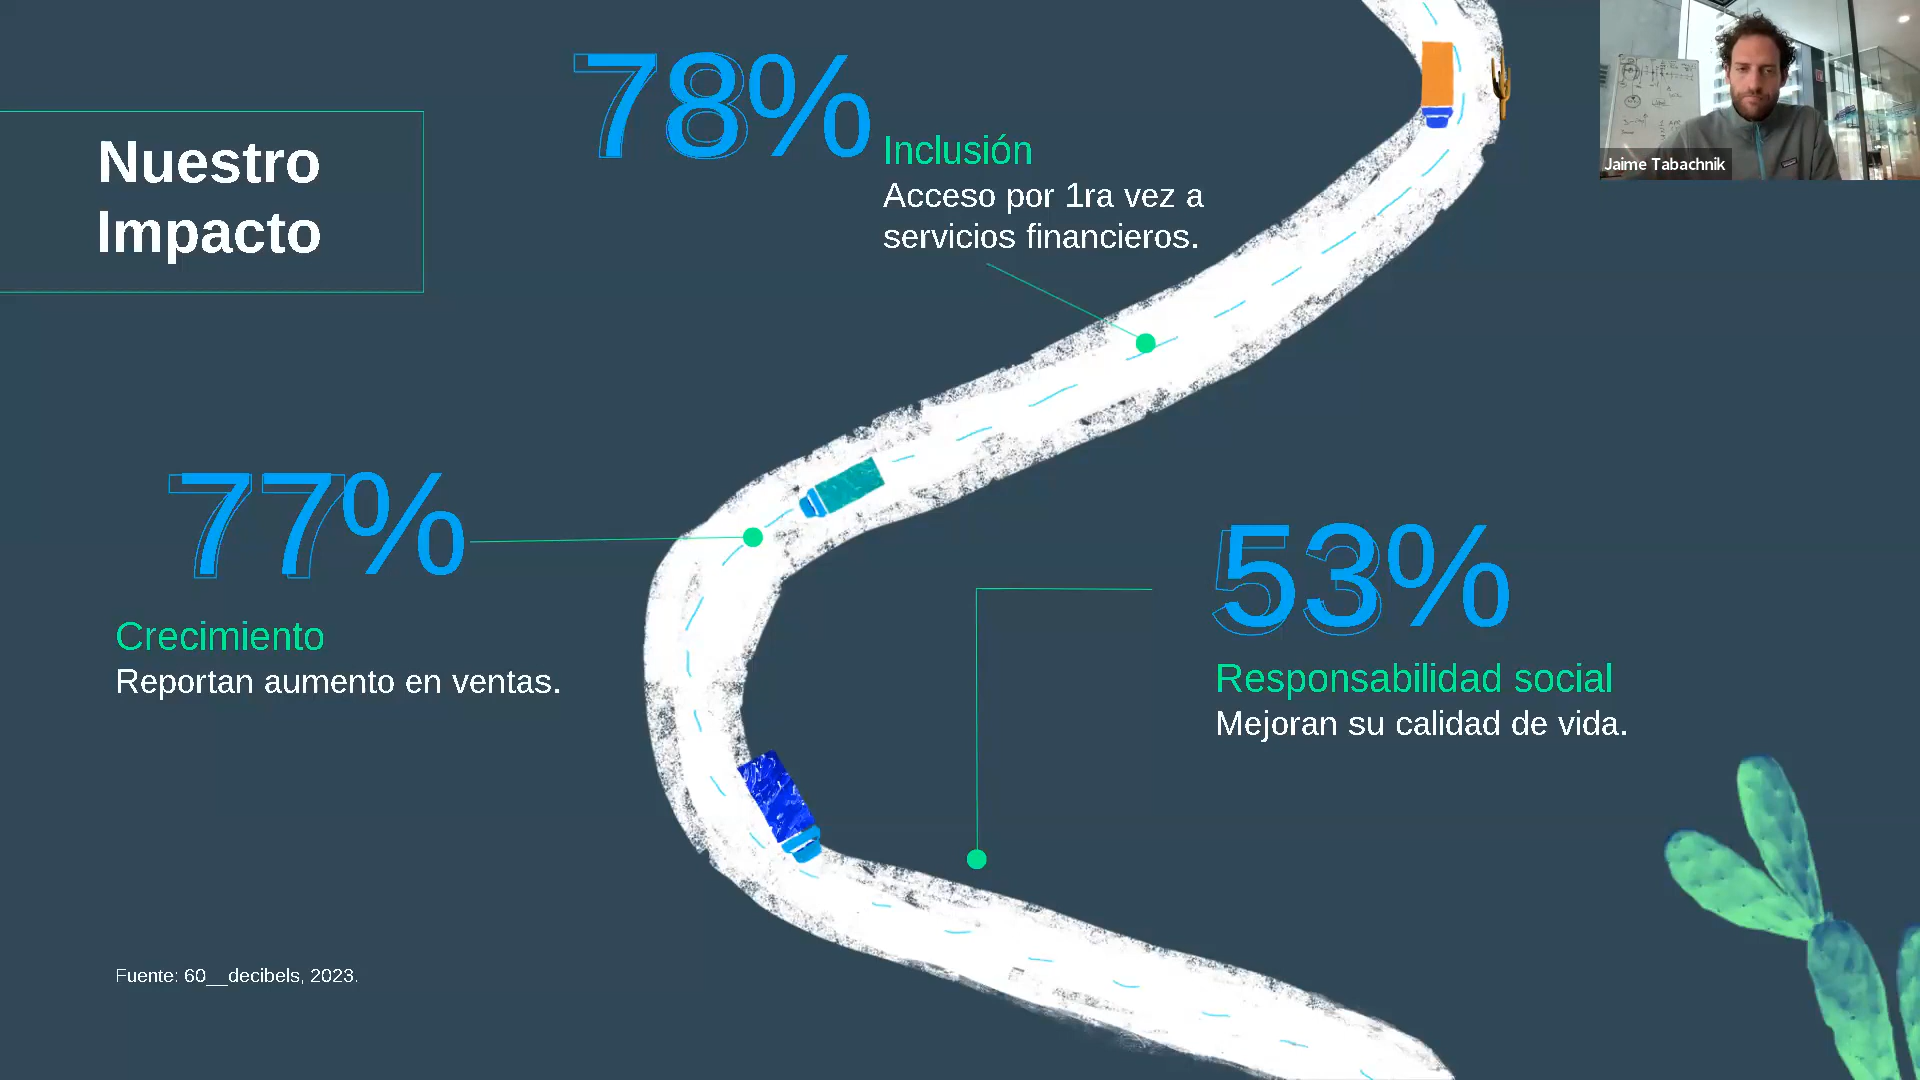 Nuestro
Impacto
78%
Inclusión
Acceso por 1ra vez a
servicios financieros.
Jaime Tabachnik
77%
Crecimiento
Reportan aumento en ventas.
53%
Responsabilidad social
Mejoran su calidad de vida.
Fuente: 60__decibels, 2023.